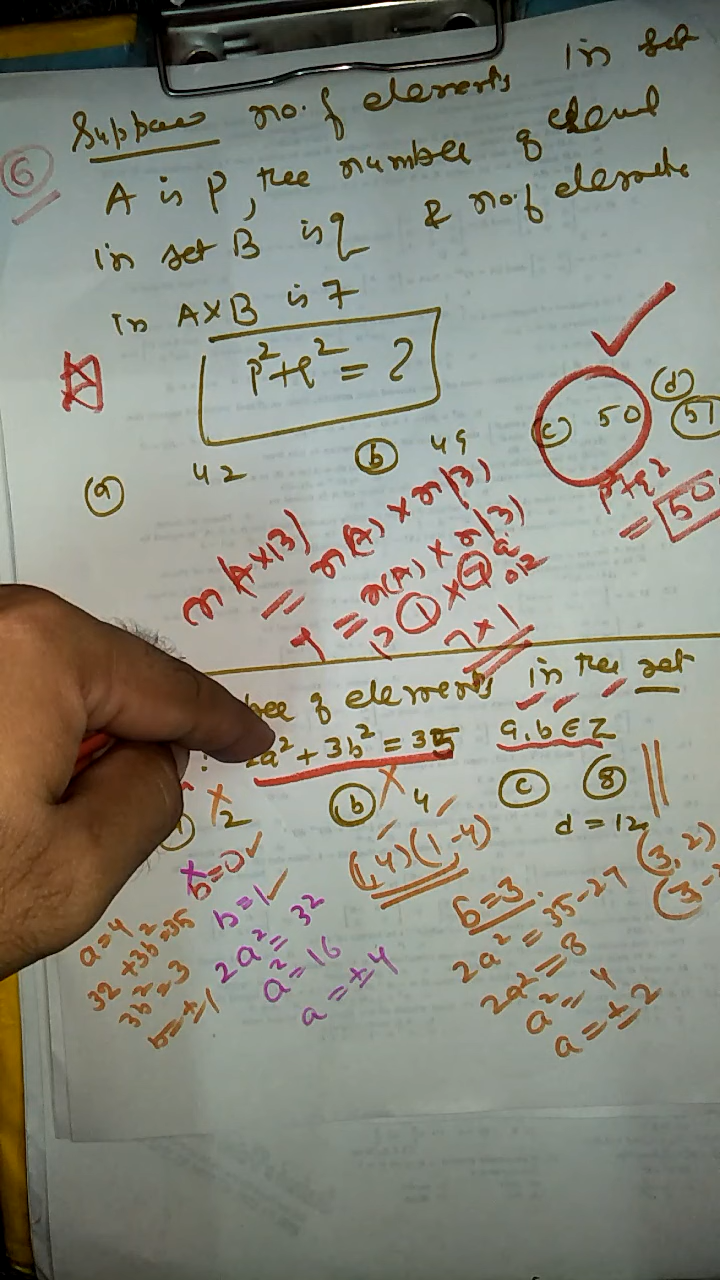 6 Suppose no. of elements in set
A is P, the number of element
in set B is q & no. of elements
in AXB is 7
P² + q² = ?
(a) 42 (b) 49 (c) 50 (d) 51
P² + q²
= 50
n(AXB) = n(A) × n(B)
7 = n(A) × n(B)
7 × 1
of elements in the set
2a² + 3b² = 35 a, b ∈ Z
2 (b) 4 (c) 8
d = 12
(1,4) (1,-4)
(3,2)
b=0
a=4
32 + 3b² = 35
3b² = 3
b = ±1
b=1
2a² = 32
a² = 16
a = ±4
b=3.
2a² = 35-27
2a² = 8
a² = 4
a = ±2